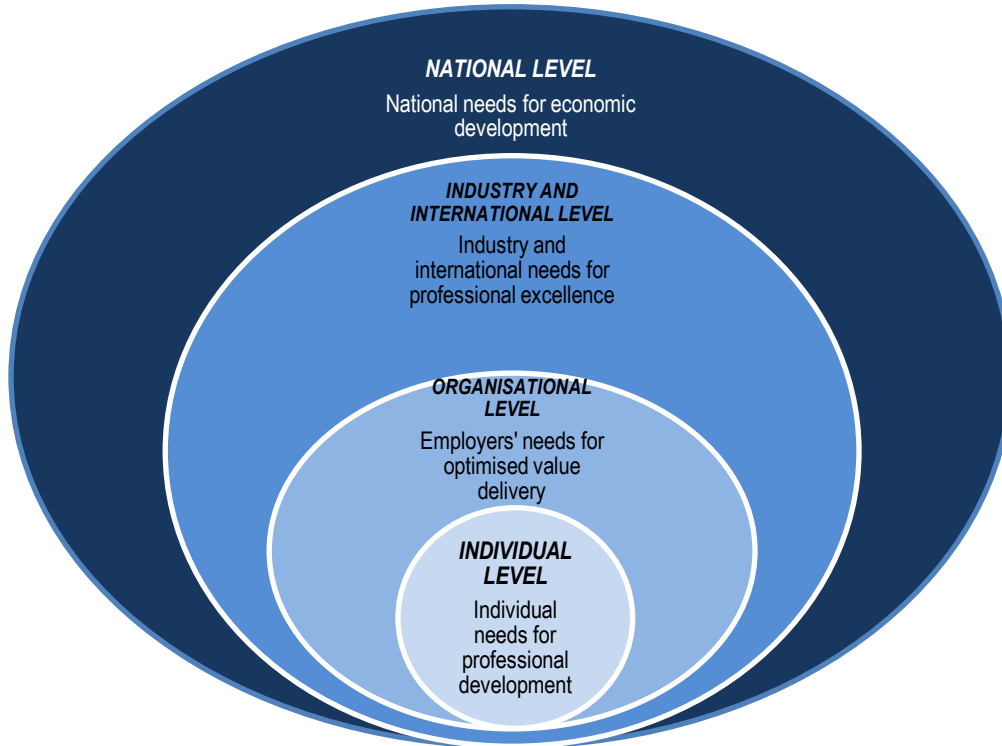 NATIONAL LEVEL
National needs for economic
development
INDUSTRY AND
INTERNATIONAL LEVEL
Industry and
international needs for
professional excellence
ORGANISATIONAL
LEVEL
Employers' needs for
optimised value
delivery
INDIVIDUAL
LEVEL
Individual
needs for
professional
development